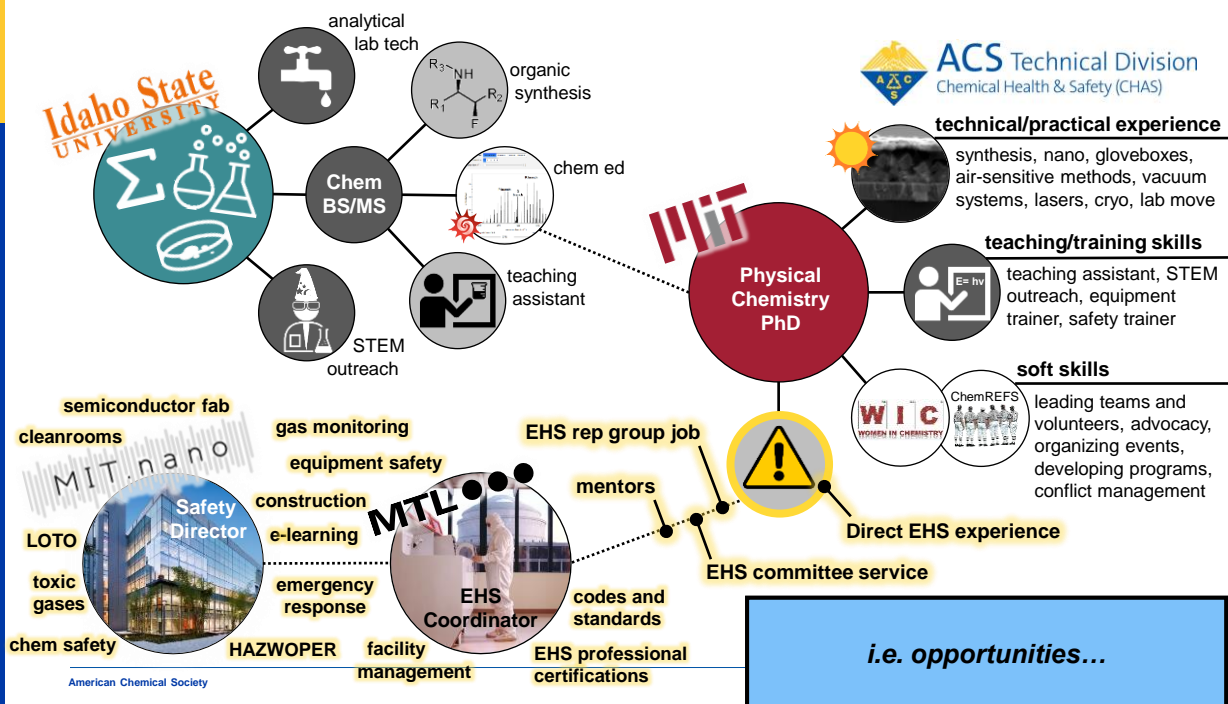 analytical
lab tech
Idaho State
UNIVERSITY
R3
NH
R1
R2
F
organic
synthesis
Chem
BS/MS
chem ed
teaching
assistant
STEM
outreach
ACS Technical Division
Chemical Health & Safety (CHAS)
A C S
technical/practical experience
synthesis, nano, gloveboxes,
air-sensitive methods, vacuum
systems, lasers, cryo, lab move
MIT
Physical
Chemistry
PhD
teaching/training skills
E= hv
teaching assistant, STEM
outreach, equipment
trainer, safety trainer
soft skills
WIC
WOMEN IN CHEMISTRY
ChemREFS
leading teams and
volunteers, advocacy,
organizing events,
developing programs,
conflict management
Direct EHS experience
EHS rep group job
mentors
EHS committee service
semiconductor fab
cleanrooms
MIT.nano
gas monitoring
equipment safety
construction
e-learning
MTL
Safety
Director
LOTO
toxic
gases
chem safety
emergency
response
HAZWOPER
EHS
Coordinator
facility
management
codes and
standards
EHS professional
certifications
i.e. opportunities…
American Chemical Society